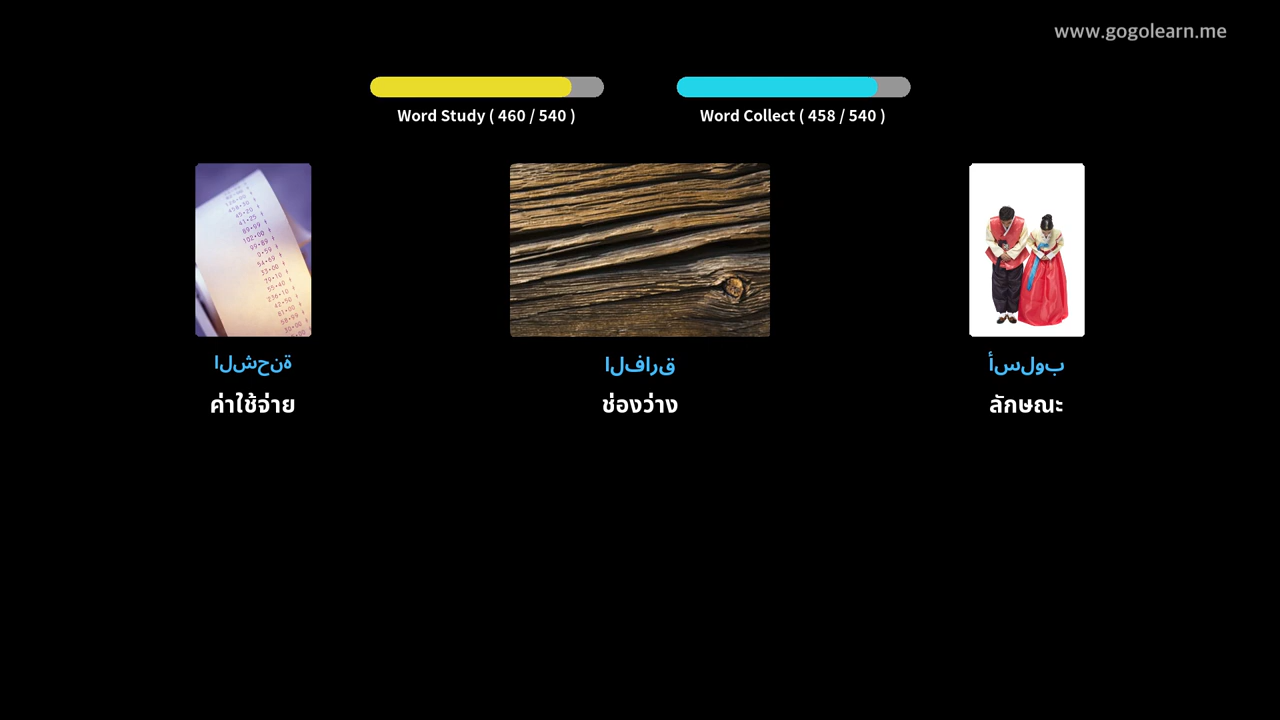 www.gogolearn.me
Word Study ( 460 / 540 )
Word Collect ( 458 / 540 )
الشحنة
ค่าใช้จ่าย
الفارق
ช่องว่าง
أسلوب
ลักษณะ